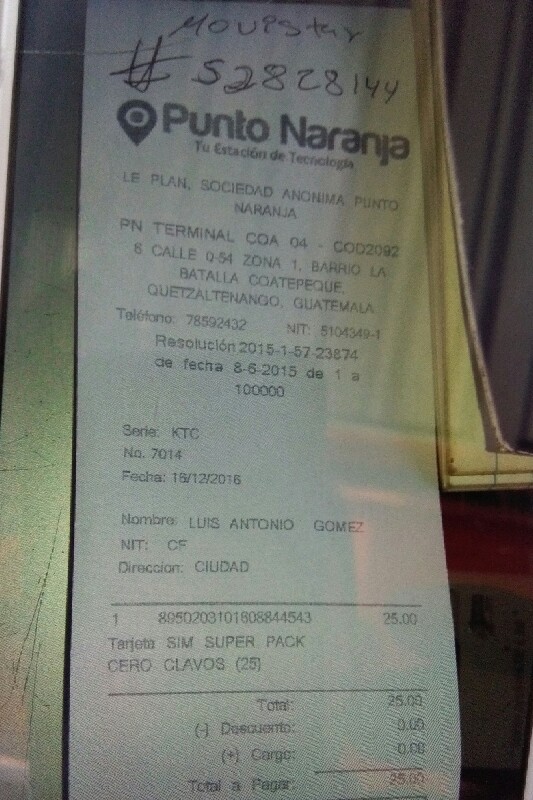 Movistar
# 52828144
Punto Naranja
Tu Estación de Tecnología
LE PLAN, SOCIEDAD ANONIMA PUNTO
NARANJA
PN TERMINAL COA 04 - COD2092
6 CALLE 0-54 ZONA 1, BARRIO LA
BATALLA COATEPEQUE,
QUETZALTENANGO, GUATEMALA
Teléfono: 78592432 NIT: 5104349-1
Resolución 2015-1-57-23874
de fecha 8-6-2015 de 1 a
100000
Serie: KTC
No. 7014
Fecha: 16/12/2016
Nombre: LUIS ANTONIO GOMEZ
NIT: CF
Direccion: CIUDAD
1 8950203101608844543 25.00
Tarjeta SIM SUPER PACK
CERO CLAVOS (25)
Total: 25.00
(-) Descuento: 0.00
(+) Cargo: 0.00
Total a Pagar: 25.00